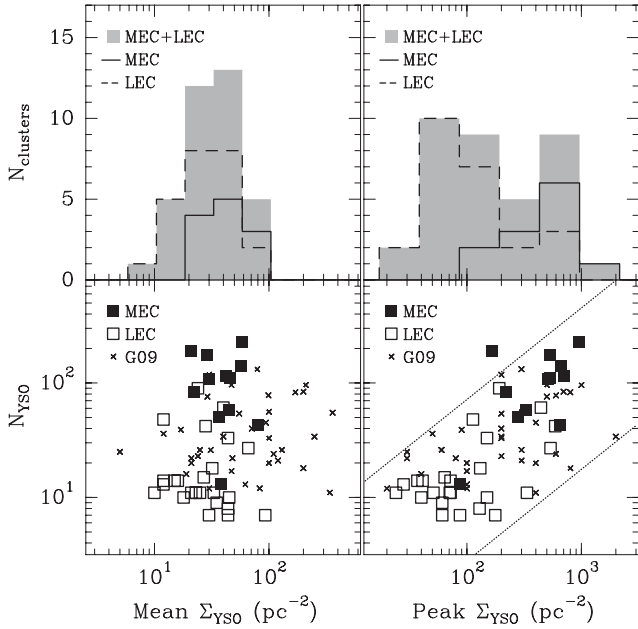 15
10
5
0
N_clusters
MEC+LEC
MEC
LEC
MEC+LEC
MEC
LEC
10^2
10^1
N_YSO
MEC
LEC
G09
MEC
LEC
G09
10^1 10^2
10^2 10^3
Mean Σ_YSO (pc^-2)
Peak Σ_YSO (pc^-2)